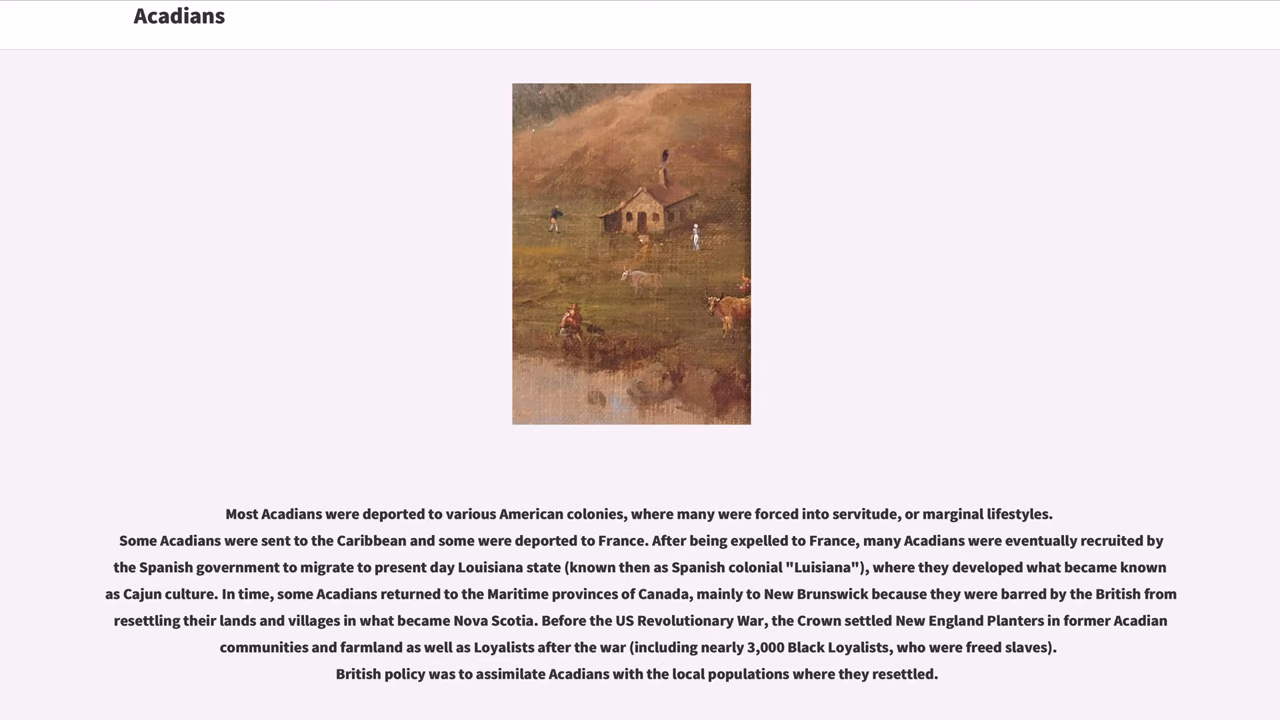 Acadians
Most Acadians were deported to various American colonies, where many were forced into servitude, or marginal lifestyles.
Some Acadians were sent to the Caribbean and some were deported to France. After being expelled to France, many Acadians were eventually recruited by
the Spanish government to migrate to present day Louisiana state (known then as Spanish colonial "Luisiana"), where they developed what became known
as Cajun culture. In time, some Acadians returned to the Maritime provinces of Canada, mainly to New Brunswick because they were barred by the British from
resettling their lands and villages in what became Nova Scotia. Before the US Revolutionary War, the Crown settled New England Planters in former Acadian
communities and farmland as well as Loyalists after the war (including nearly 3,000 Black Loyalists, who were freed slaves).
British policy was to assimilate Acadians with the local populations where they resettled.